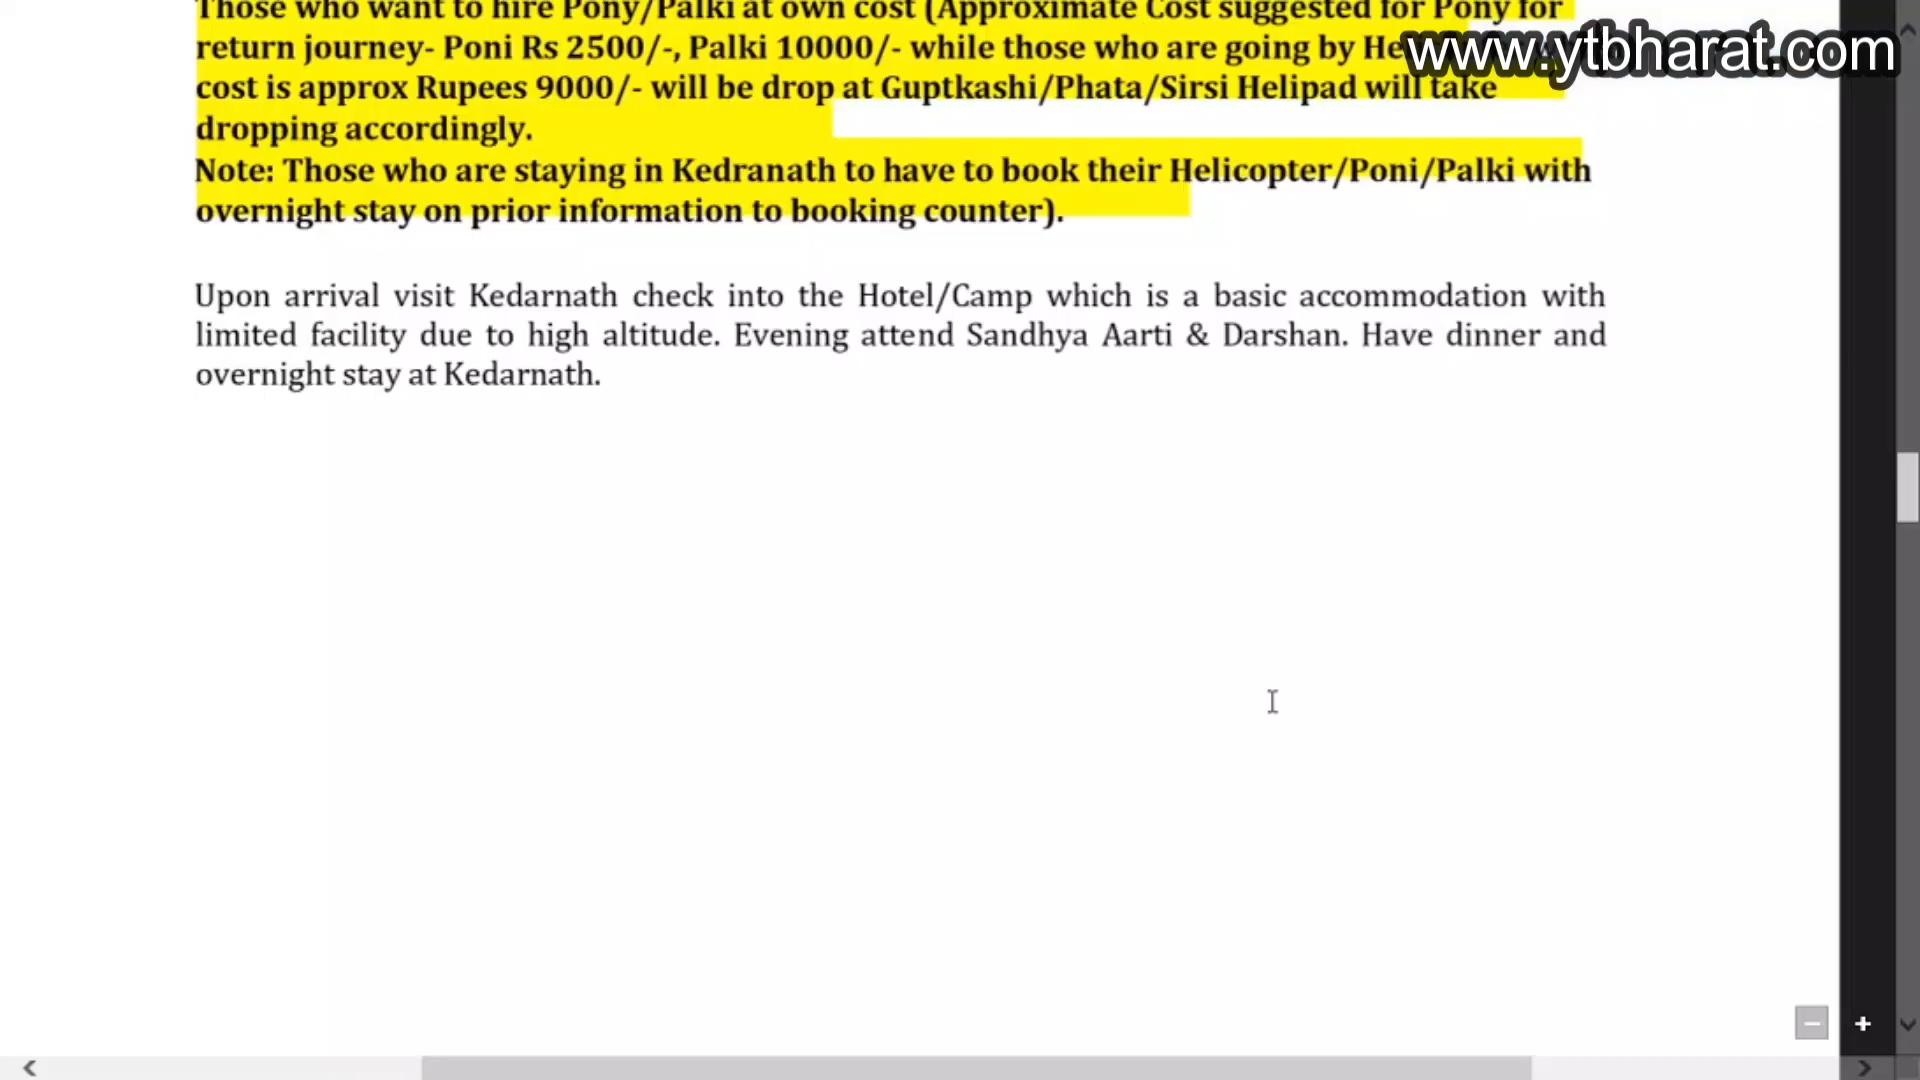 Those who want to hire Pony/Palki at own cost (Approximate Cost suggested for Pony for
return journey- Poni Rs 2500/-, Palki 10000/- while those who are going by
www.ytbharat.com
cost is approx Rupees 9000/- will be drop at Guptkashi/Phata/Sirsi Helipad will take
dropping accordingly.
Note: Those who are staying in Kedranath to have to book their Helicopter/Poni/Palki with
overnight stay on prior information to booking counter).
Upon arrival visit Kedarnath check into the Hotel/Camp which is a basic accommodation with
limited facility due to high altitude. Evening attend Sandhya Aarti & Darshan. Have dinner and
overnight stay at Kedarnath.